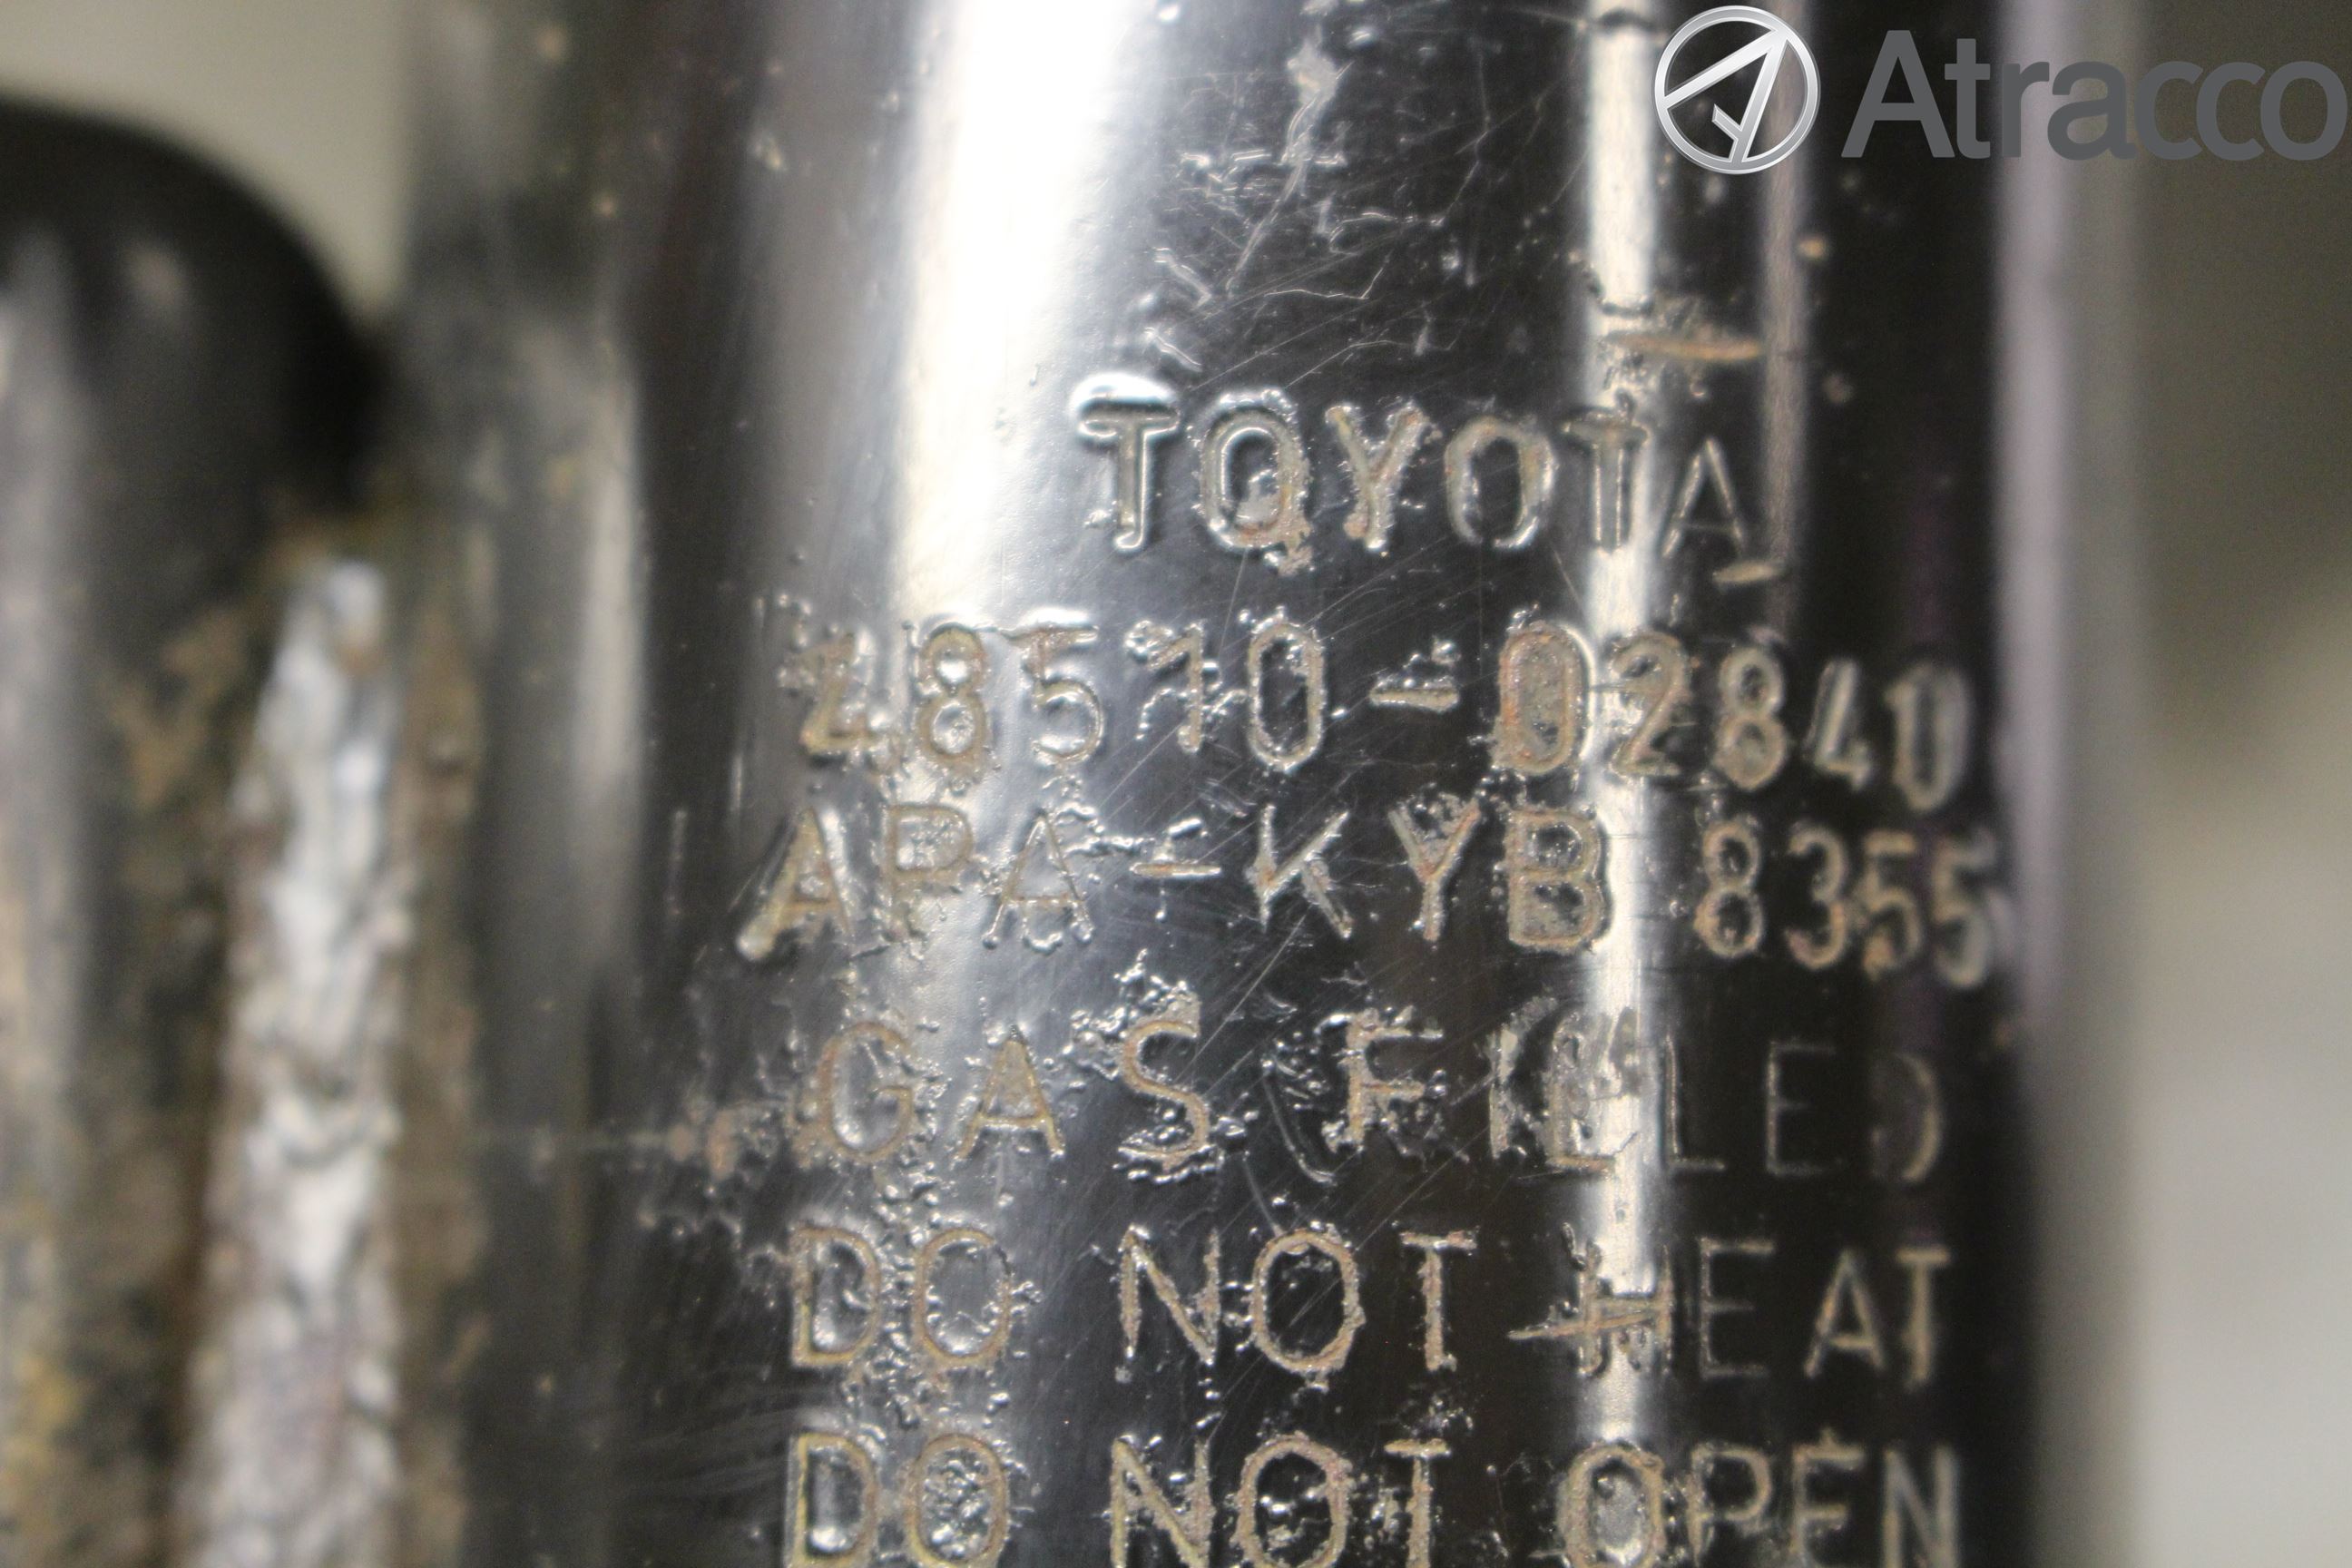 Atracco
TOYOTA
48510-02840
APA-KYB 8355
GAS FILLED
DO NOT HEAT
DO NOT OPEN